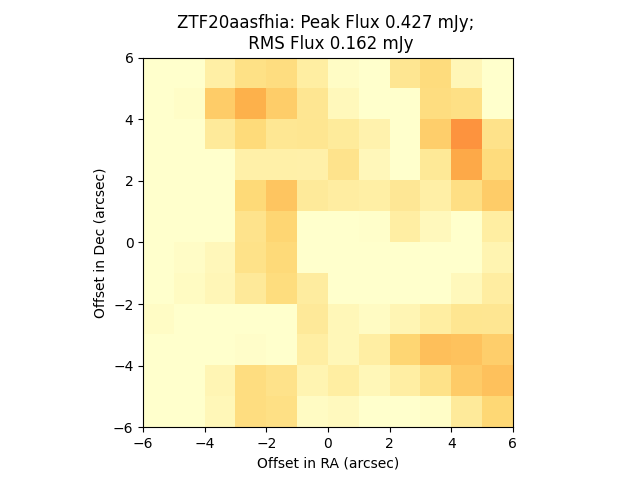 ZTF20aasfhia: Peak Flux 0.427 mJy;
RMS Flux 0.162 mJy
6
4
2
0
−2
−4
−6
Offset in Dec (arcsec)
−6 −4 −2 0 2 4 6
Offset in RA (arcsec)